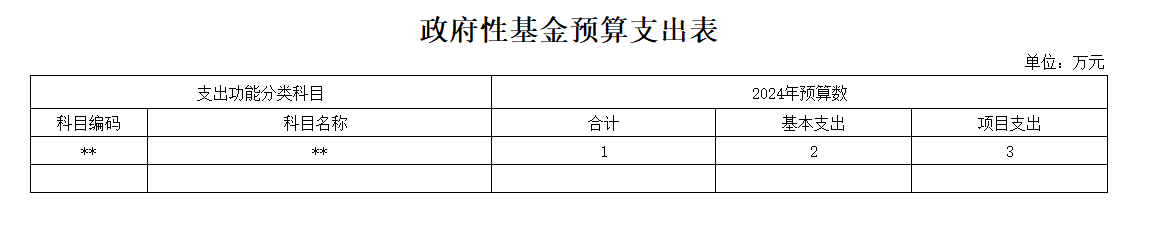 政府性基金预算支出表
单位：万元
支出功能分类科目 2024年预算数
科目编码 科目名称 合计 基本支出 项目支出
** ** 1 2 3